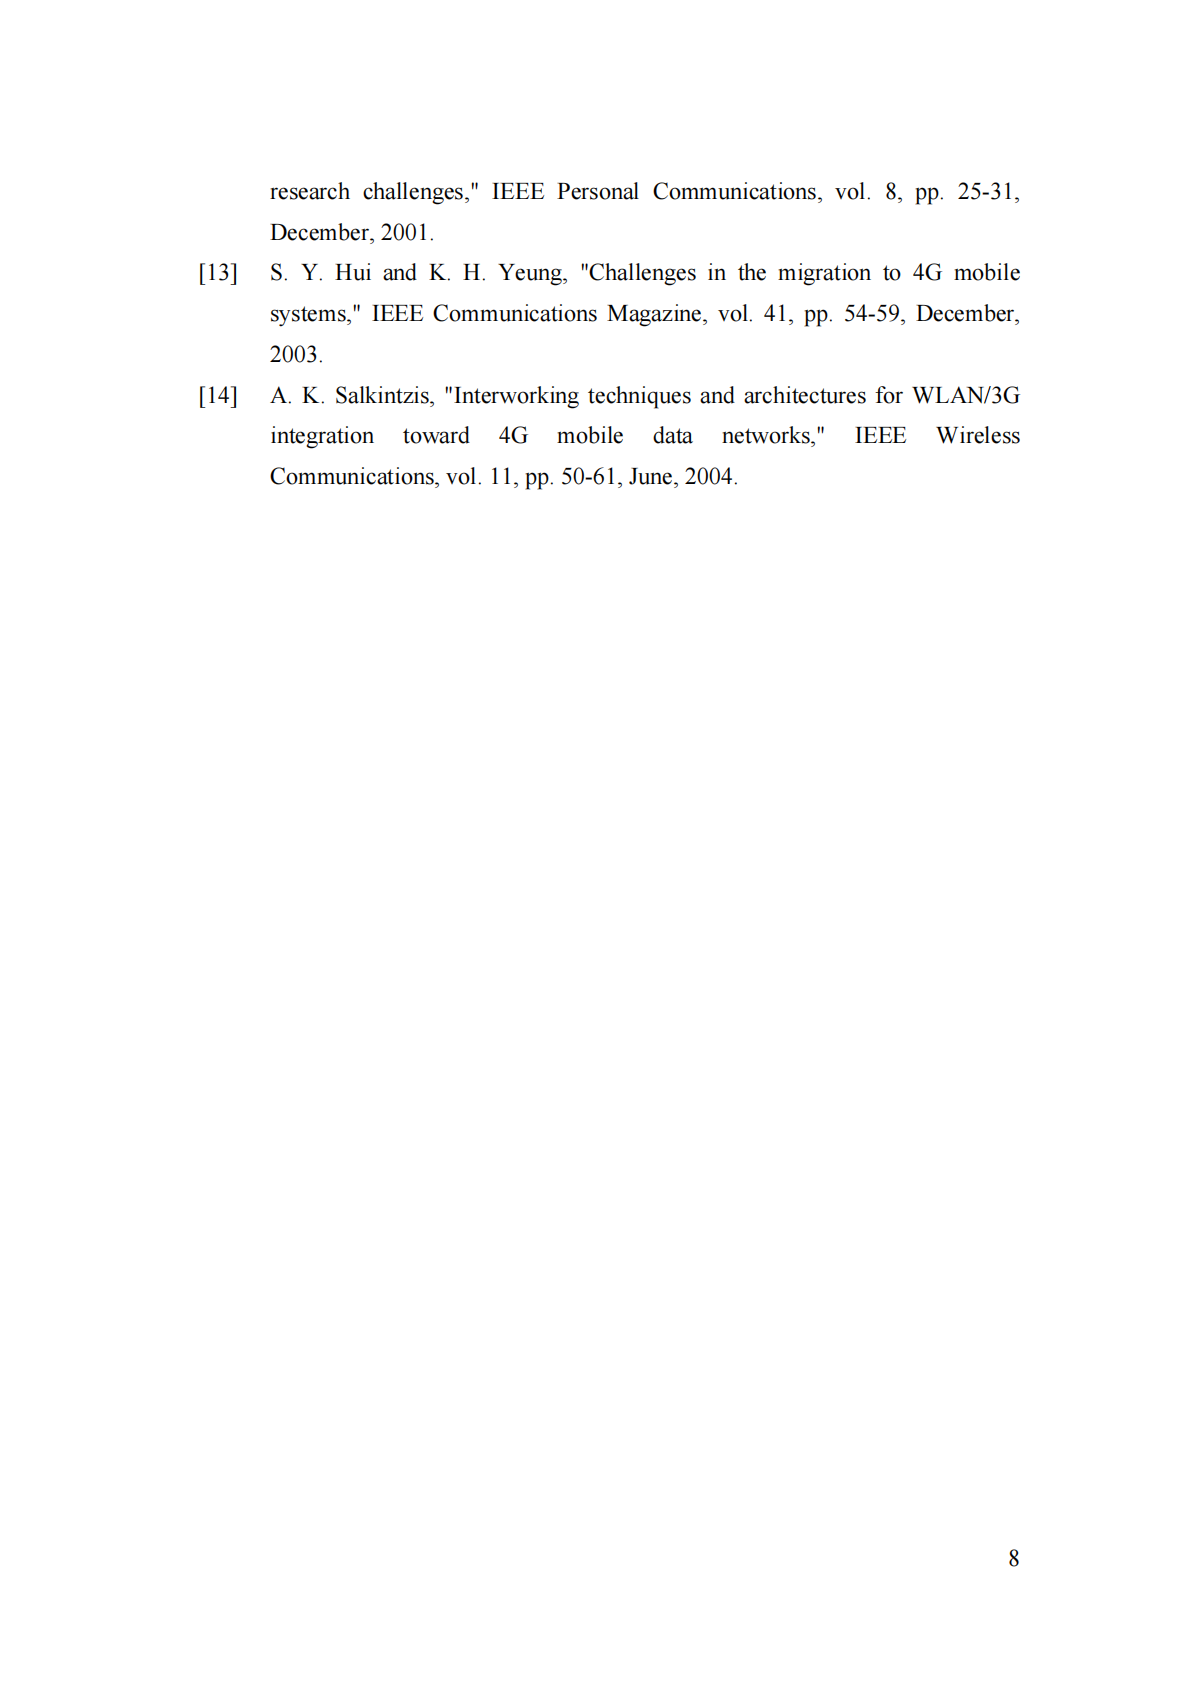 research challenges," IEEE Personal Communications, vol. 8, pp. 25-31,
December, 2001.
[13] S. Y. Hui and K. H. Yeung, "Challenges in the migration to 4G mobile
systems," IEEE Communications Magazine, vol. 41, pp. 54-59, December,
2003.
[14] A. K. Salkintzis, "Interworking techniques and architectures for WLAN/3G
integration toward 4G mobile data networks," IEEE Wireless
Communications, vol. 11, pp. 50-61, June, 2004.
8